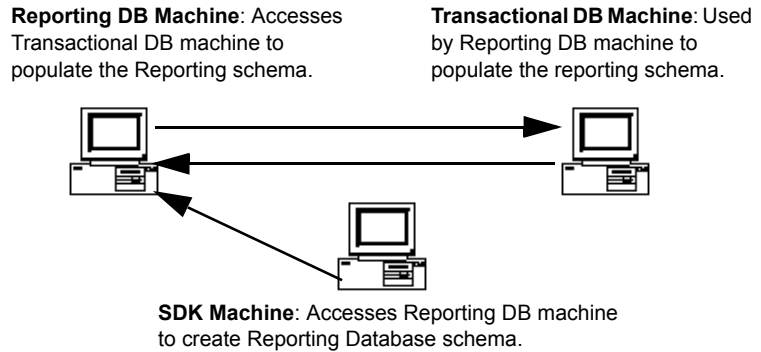 Reporting DB Machine: Accesses
Transactional DB machine to
populate the Reporting schema.
Transactional DB Machine: Used
by Reporting DB machine to
populate the reporting schema.
SDK Machine: Accesses Reporting DB machine
to create Reporting Database schema.